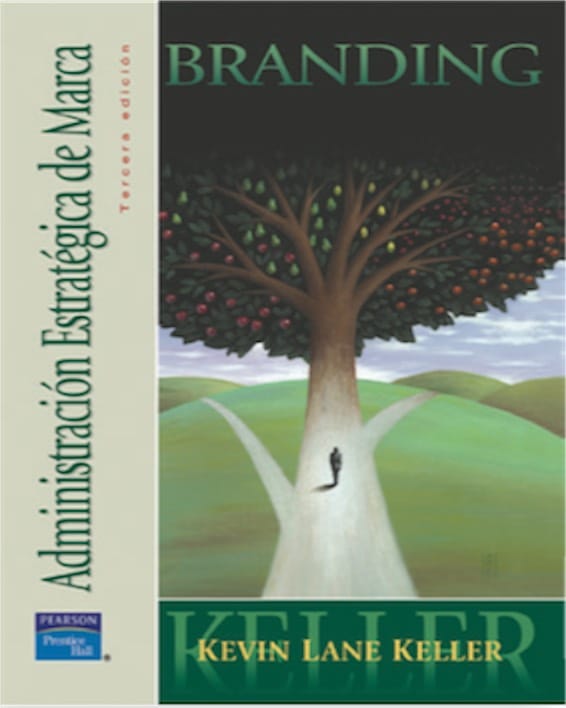 BRANDING
Administración Estratégica de Marca
Tercera edición
PEARSON
Prentice
Hall
®
KELLER
KEVIN LANE KELLER